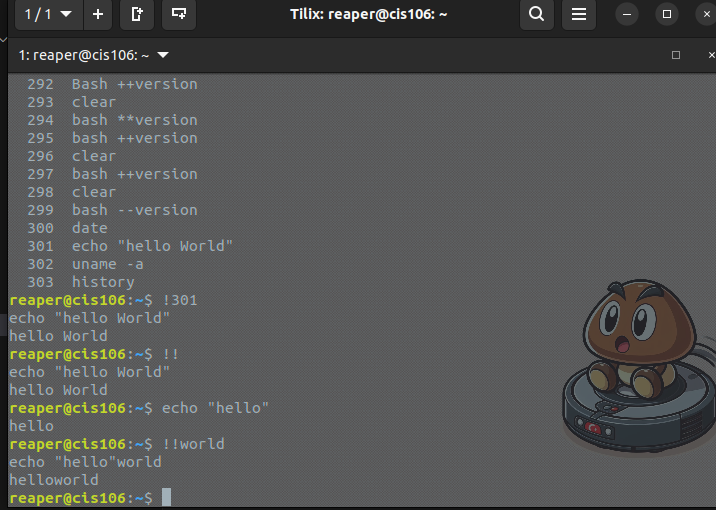 1 / 1
Tilix: reaper@cis106: ~
1: reaper@cis106: ~
292 Bash ++version
293 clear
294 bash **version
295 bash ++version
296 clear
297 bash ++version
298 clear
299 bash --version
300 date
301 echo "hello World"
302 uname -a
303 history
reaper@cis106:~$ !301
echo "hello World"
hello World
reaper@cis106:~$ !!
echo "hello World"
hello World
reaper@cis106:~$ echo "hello"
hello
reaper@cis106:~$ !!world
echo "hello"world
helloworld
reaper@cis106:~$